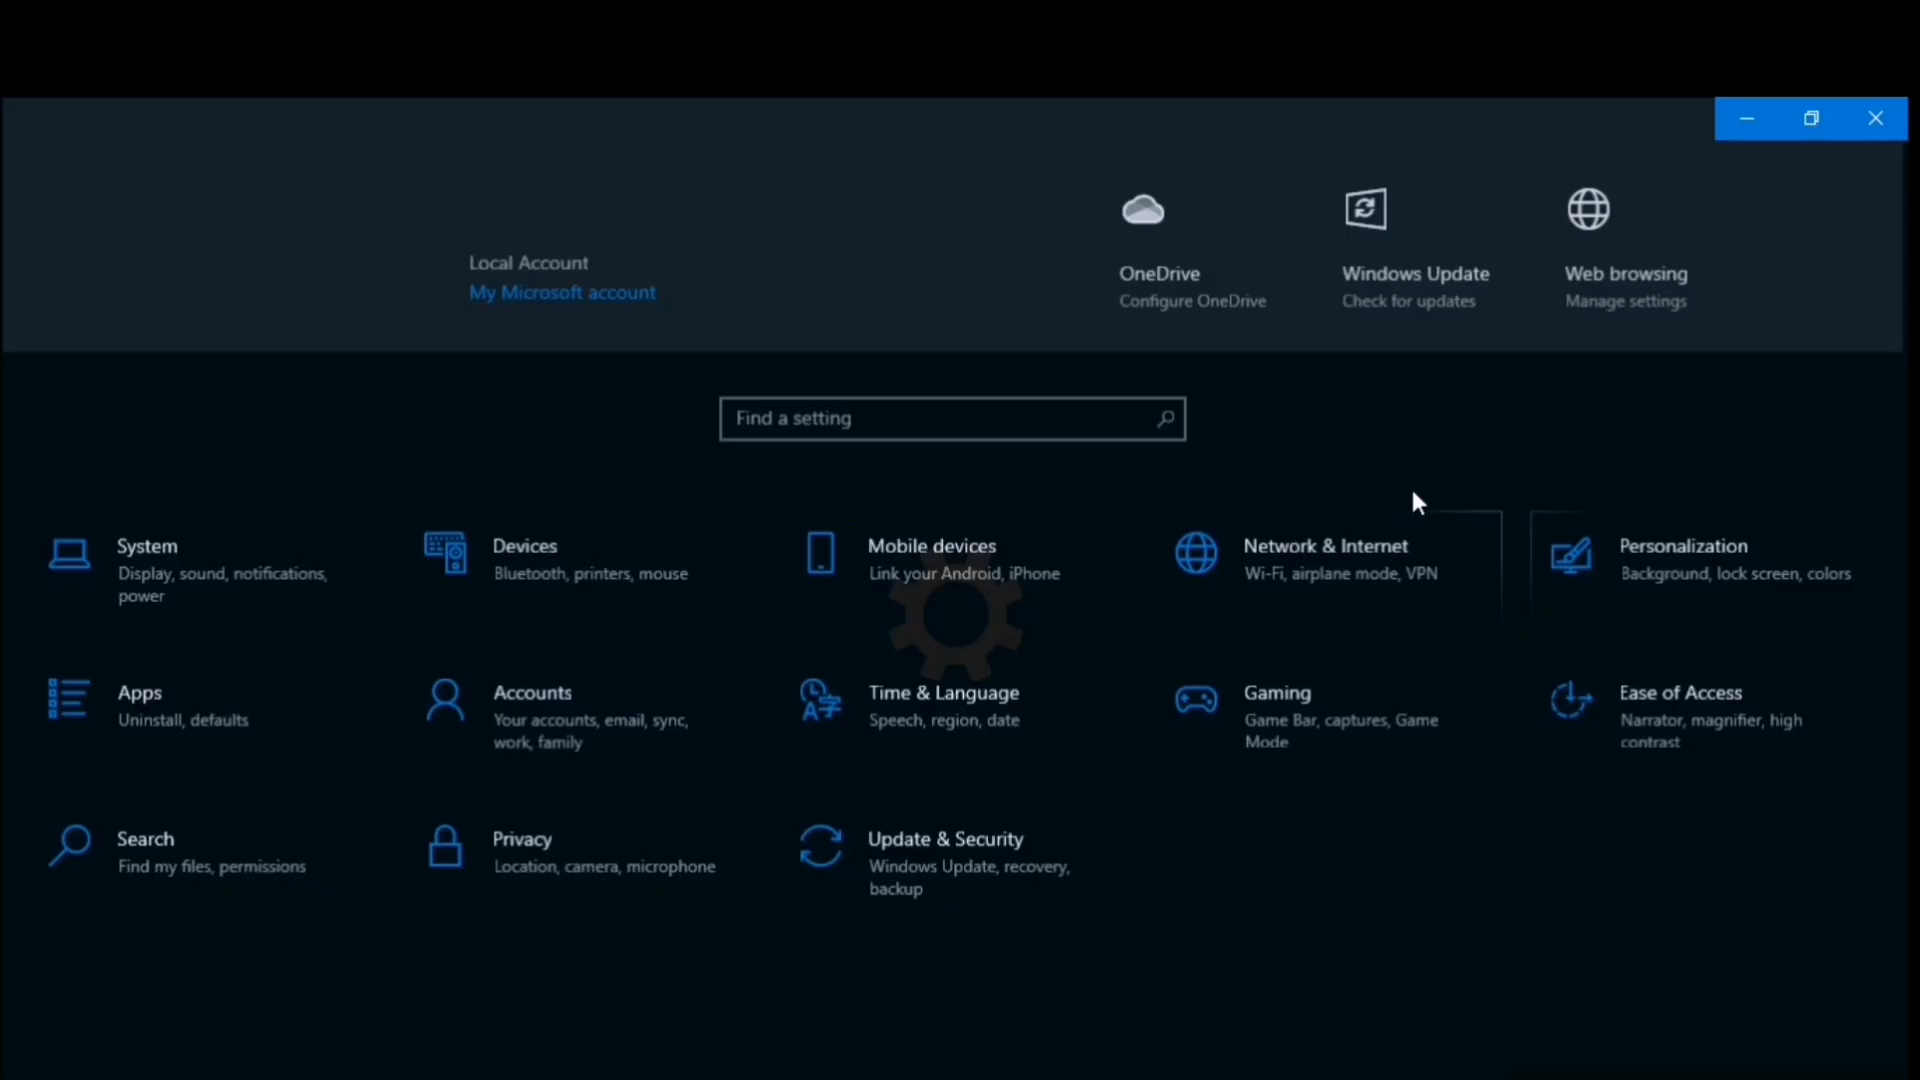 Local Account
My Microsoft account
OneDrive
Configure OneDrive
Windows Update
Check for updates
Web browsing
Manage settings
Find a setting
System
Display, sound, notifications,
power
Devices
Bluetooth, printers, mouse
Mobile devices
Link your Android, iPhone
Network & Internet
Wi-Fi, airplane mode, VPN
Personalization
Background, lock screen, colors
Apps
Uninstall, defaults
Accounts
Your accounts, email, sync,
work, family
Time & Language
Speech, region, date
Gaming
Game Bar, captures, Game
Mode
Ease of Access
Narrator, magnifier, high
contrast
Search
Find my files, permissions
Privacy
Location, camera, microphone
Update & Security
Windows Update, recovery,
backup